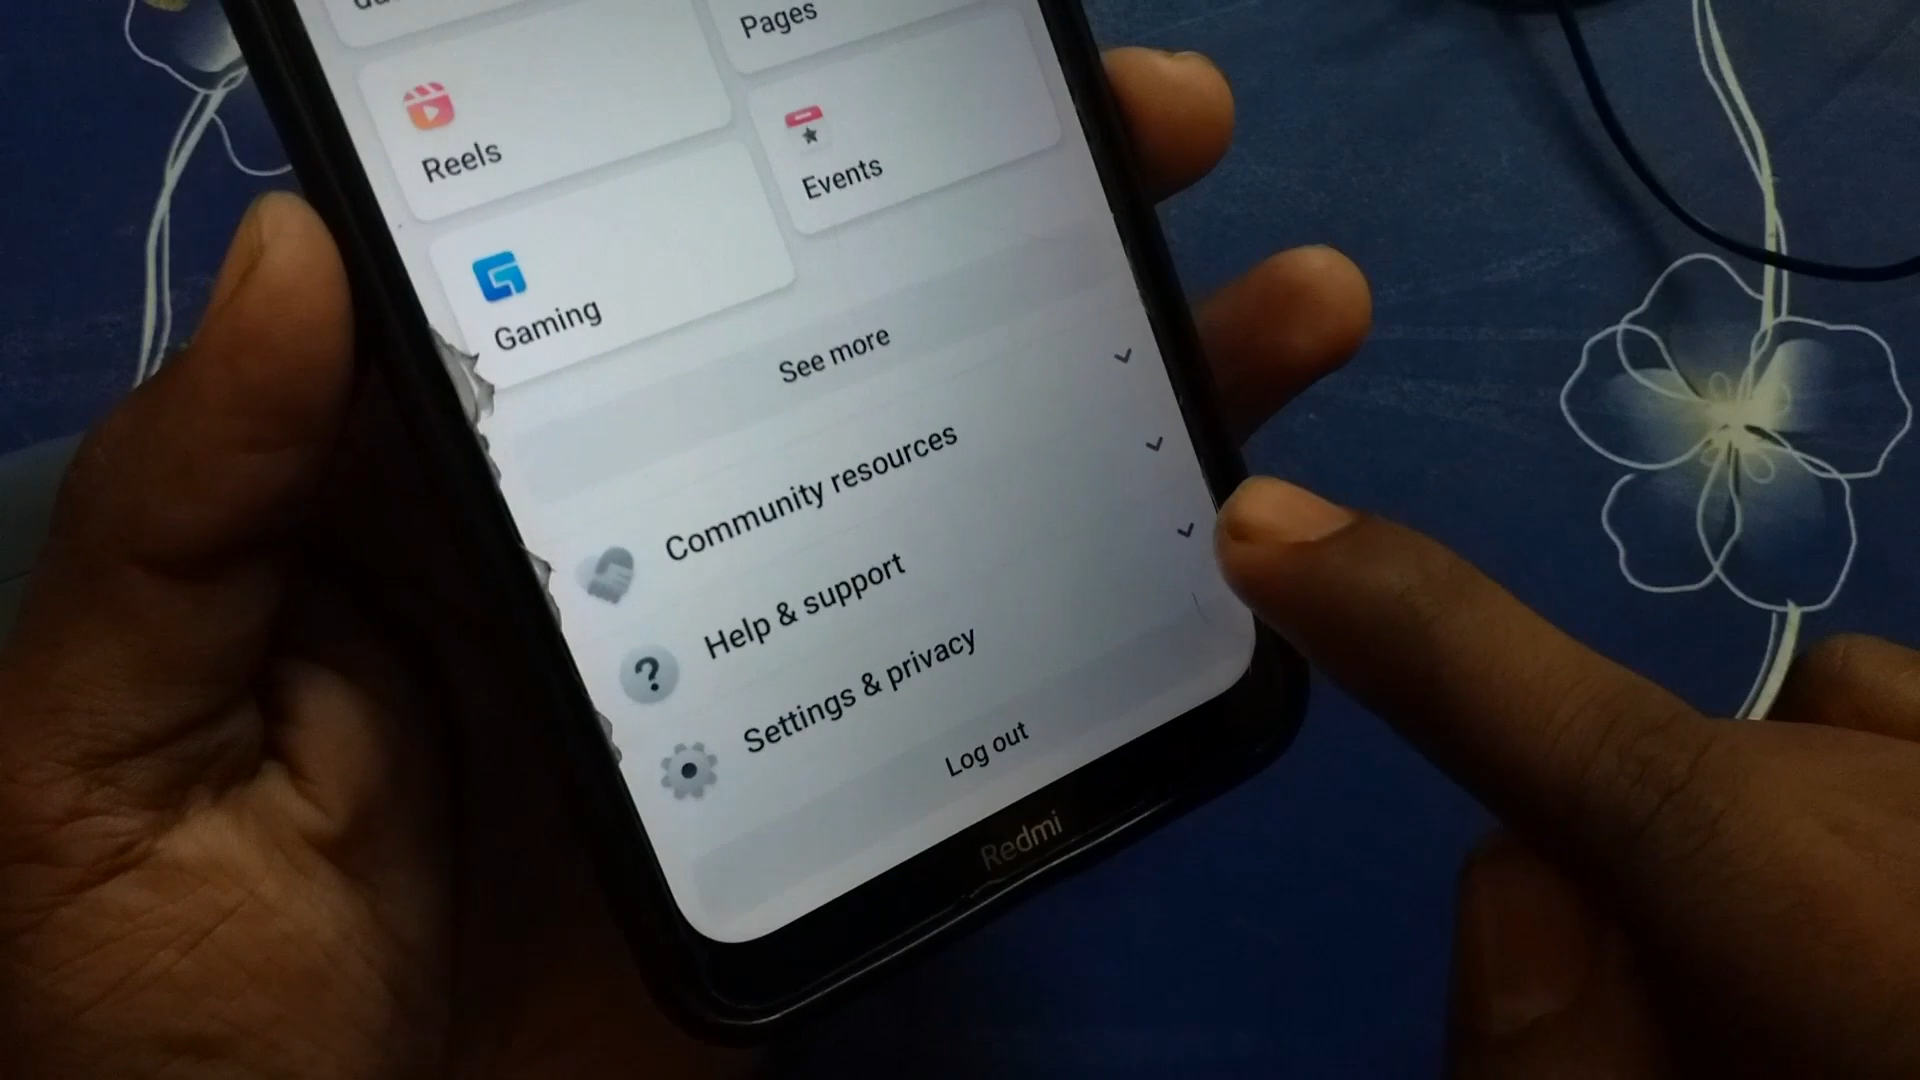 Pages
Reels
Events
Gaming
See more
Community resources
Help & support
Settings & privacy
Log out
Redmi